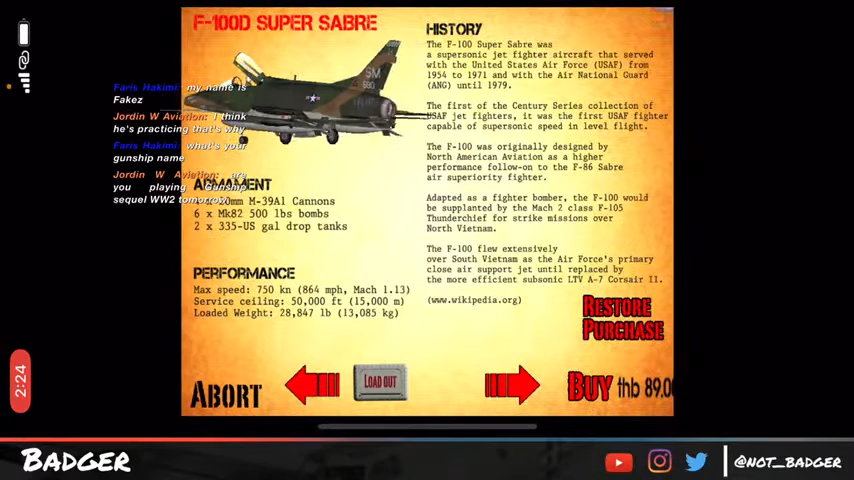 F-100D SUPER SABRE
SM
Faris Hakimi: my name is
Fakez
Jordin W Aviation: I think
he's practicing that's why
Faris Hakimi: what's your
gunship name
Jordin W Aviation: are
you playing Gunship
sequel WW2 tomorrow
ARMAMENT
20mm M-39A1 Cannons
6 x Mk82 500 lbs bombs
2 x 335-US gal drop tanks
PERFORMANCE
Max speed: 750 kn (864 mph, Mach 1.13)
Service ceiling: 50,000 ft (15,000 m)
Loaded Weight: 28,847 lb (13,085 kg)
HISTORY
The F-100 Super Sabre was
a supersonic jet fighter aircraft that served
with the United States Air Force (USAF) from
1954 to 1971 and with the Air National Guard
(ANG) until 1979.
The first of the Century Series collection of
USAF jet fighters, it was the first USAF fighter
capable of supersonic speed in level flight.
The F-100 was originally designed by
North American Aviation as a higher
performance follow-on to the F-86 Sabre
air superiority fighter.
Adapted as a fighter bomber, the F-100 would
be supplanted by the Mach 2 class F-105
Thunderchief for strike missions over
North Vietnam.
The F-100 flew extensively
over South Vietnam as the Air Force's primary
close air support jet until replaced by
the more efficient subsonic LTV A-7 Corsair II.
(www.wikipedia.org)
RESTORE
PURCHASE
2:24
ABORT
LOAD OUT
BUY thb 89.0
BADGER
@NOT_BADGER